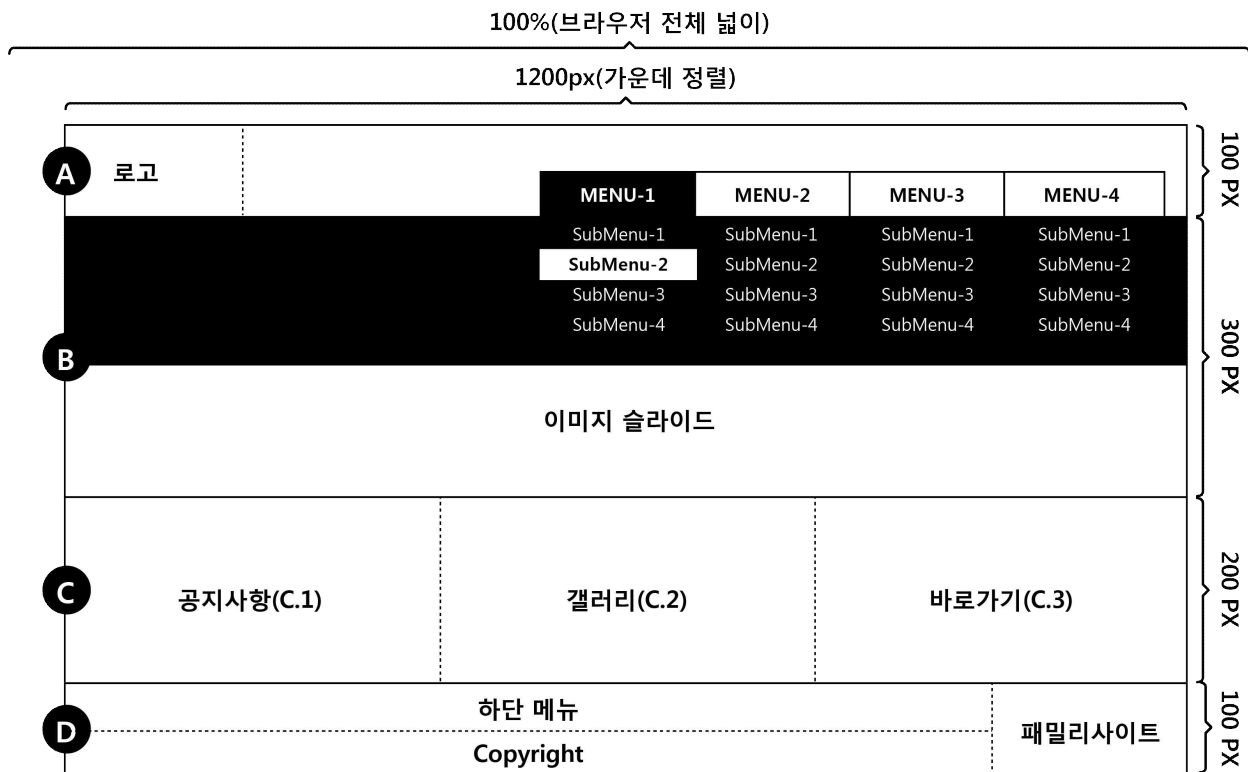 100%(브라우저 전체 넓이)
1200px(가운데 정렬)
A
로고
100 PX
MENU-1 MENU-2 MENU-3 MENU-4
SubMenu-1 SubMenu-1 SubMenu-1 SubMenu-1
SubMenu-2 SubMenu-2 SubMenu-2 SubMenu-2
SubMenu-3 SubMenu-3 SubMenu-3 SubMenu-3
SubMenu-4 SubMenu-4 SubMenu-4 SubMenu-4
B
300 PX
이미지 슬라이드
C
공지사항(C.1) 갤러리(C.2) 바로가기(C.3)
200 PX
D
하단 메뉴
Copyright
패밀리사이트
100 PX